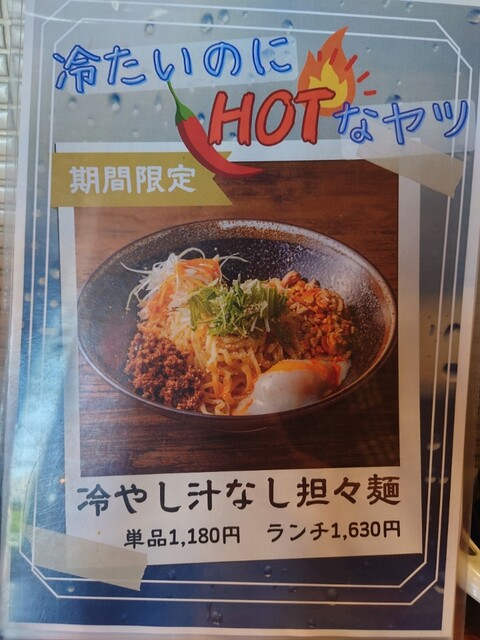 冷たいのに
HOTなヤツ
期間限定
冷やし汁なし担々麺
単品1,180円 ランチ1,630円